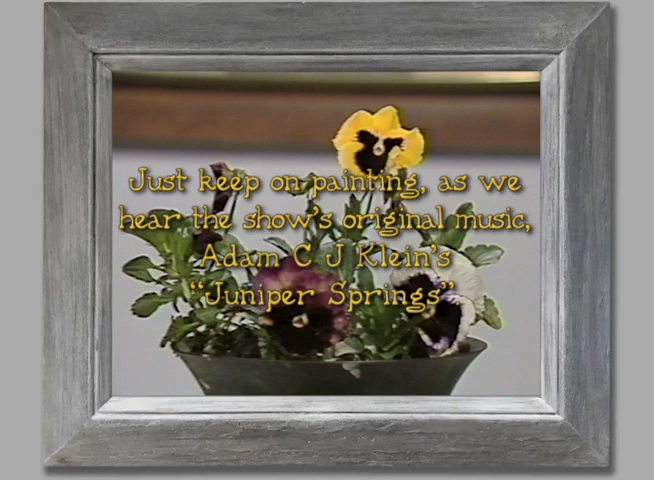 Just keep on painting, as we
hear the show's original music,
Adam C J Klein's
"Juniper Springs"